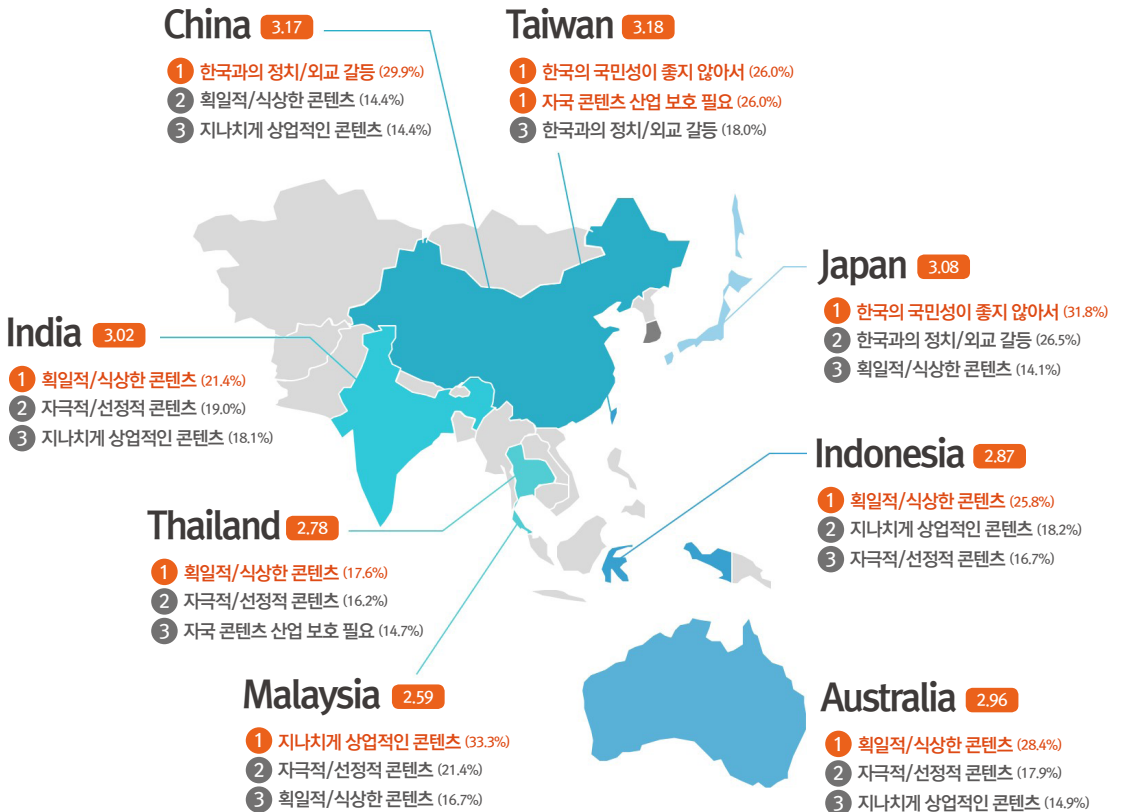 China 3.17
1 한국과의 정치/외교 갈등 (29.9%)
2 획일적/식상한 콘텐츠 (14.4%)
3 지나치게 상업적인 콘텐츠 (14.4%)
Taiwan 3.18
1 한국의 국민성이 좋지 않아서 (26.0%)
1 자국 콘텐츠 산업 보호 필요 (26.0%)
3 한국과의 정치/외교 갈등 (18.0%)
Japan 3.08
1 한국의 국민성이 좋지 않아서 (31.8%)
2 한국과의 정치/외교 갈등 (26.5%)
3 획일적/식상한 콘텐츠 (14.1%)
India 3.02
1 획일적/식상한 콘텐츠 (21.4%)
2 자극적/선정적 콘텐츠 (19.0%)
3 지나치게 상업적인 콘텐츠 (18.1%)
Indonesia 2.87
1 획일적/식상한 콘텐츠 (25.8%)
2 지나치게 상업적인 콘텐츠 (18.2%)
3 자극적/선정적 콘텐츠 (16.7%)
Thailand 2.78
1 획일적/식상한 콘텐츠 (17.6%)
2 자극적/선정적 콘텐츠 (16.2%)
3 자국 콘텐츠 산업 보호 필요 (14.7%)
Malaysia 2.59
1 지나치게 상업적인 콘텐츠 (33.3%)
2 자극적/선정적 콘텐츠 (21.4%)
3 획일적/식상한 콘텐츠 (16.7%)
Australia 2.96
1 획일적/식상한 콘텐츠 (28.4%)
2 자극적/선정적 콘텐츠 (17.9%)
3 지나치게 상업적인 콘텐츠 (14.9%)